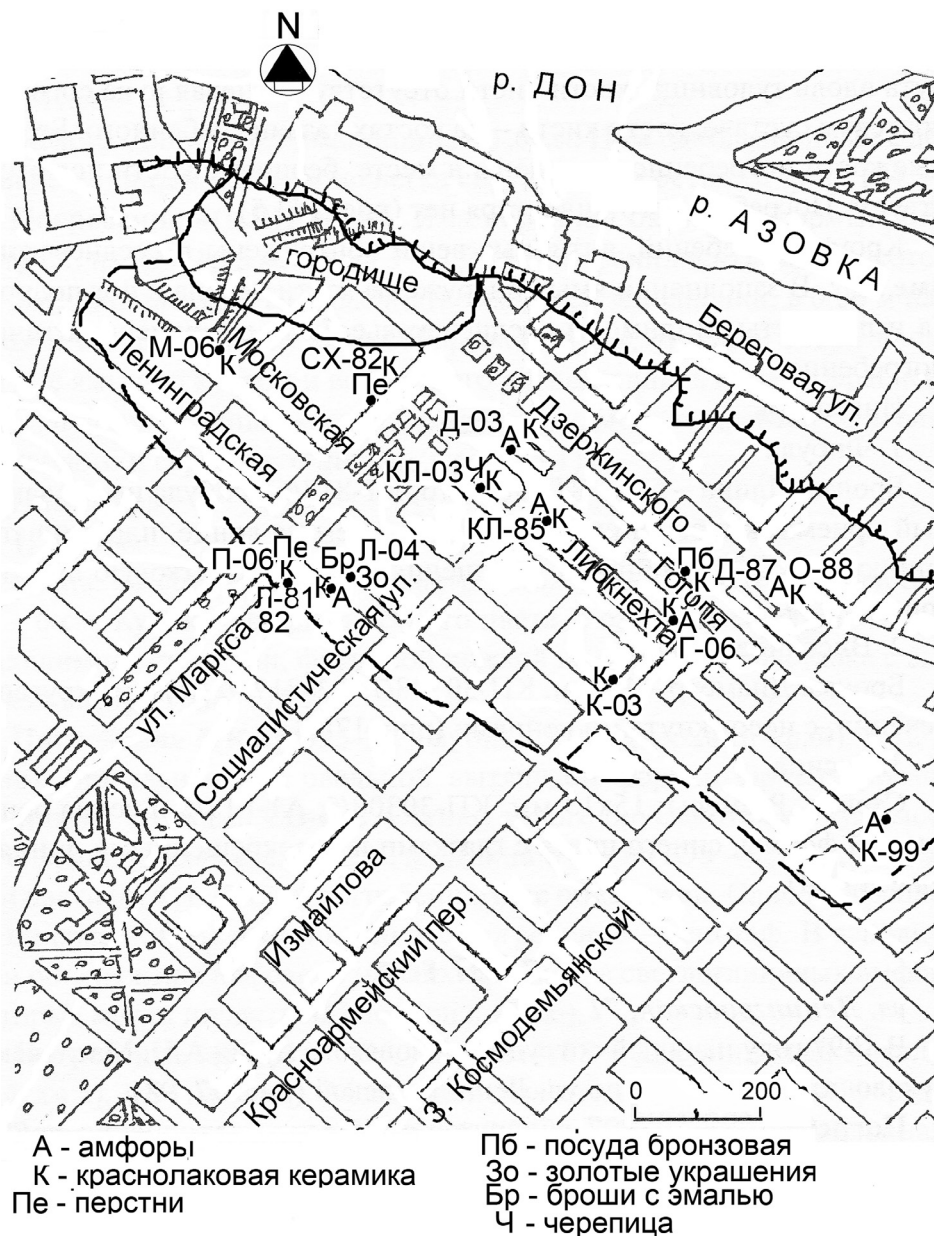 N
р. ДОН
р. АЗОВКА
городище
Береговая ул.
М-06
К
Московская
СХ-82
К
Пе
Ленинградская
Дзержинского
Д-03
А К
КЛ-03
Ч
К
А
К
КЛ-85
Либкнехта
Гоголя
П-06
Пе
К
Л-81
82
Бр
Л-04
Зо
К
А
Пб
К
Д-87
О-88
А
К
К
А
Г-06
К
К-03
ул. Маркса
Социалистическая ул.
А
К-99
Измайлова
Красноармейский пер.
З. Космодемьянской
0 200
А - амфоры
К - краснолаковая керамика
Пе - перстни
Пб - посуда бронзовая
Зо - золотые украшения
Бр - броши с эмалью
Ч - черепица